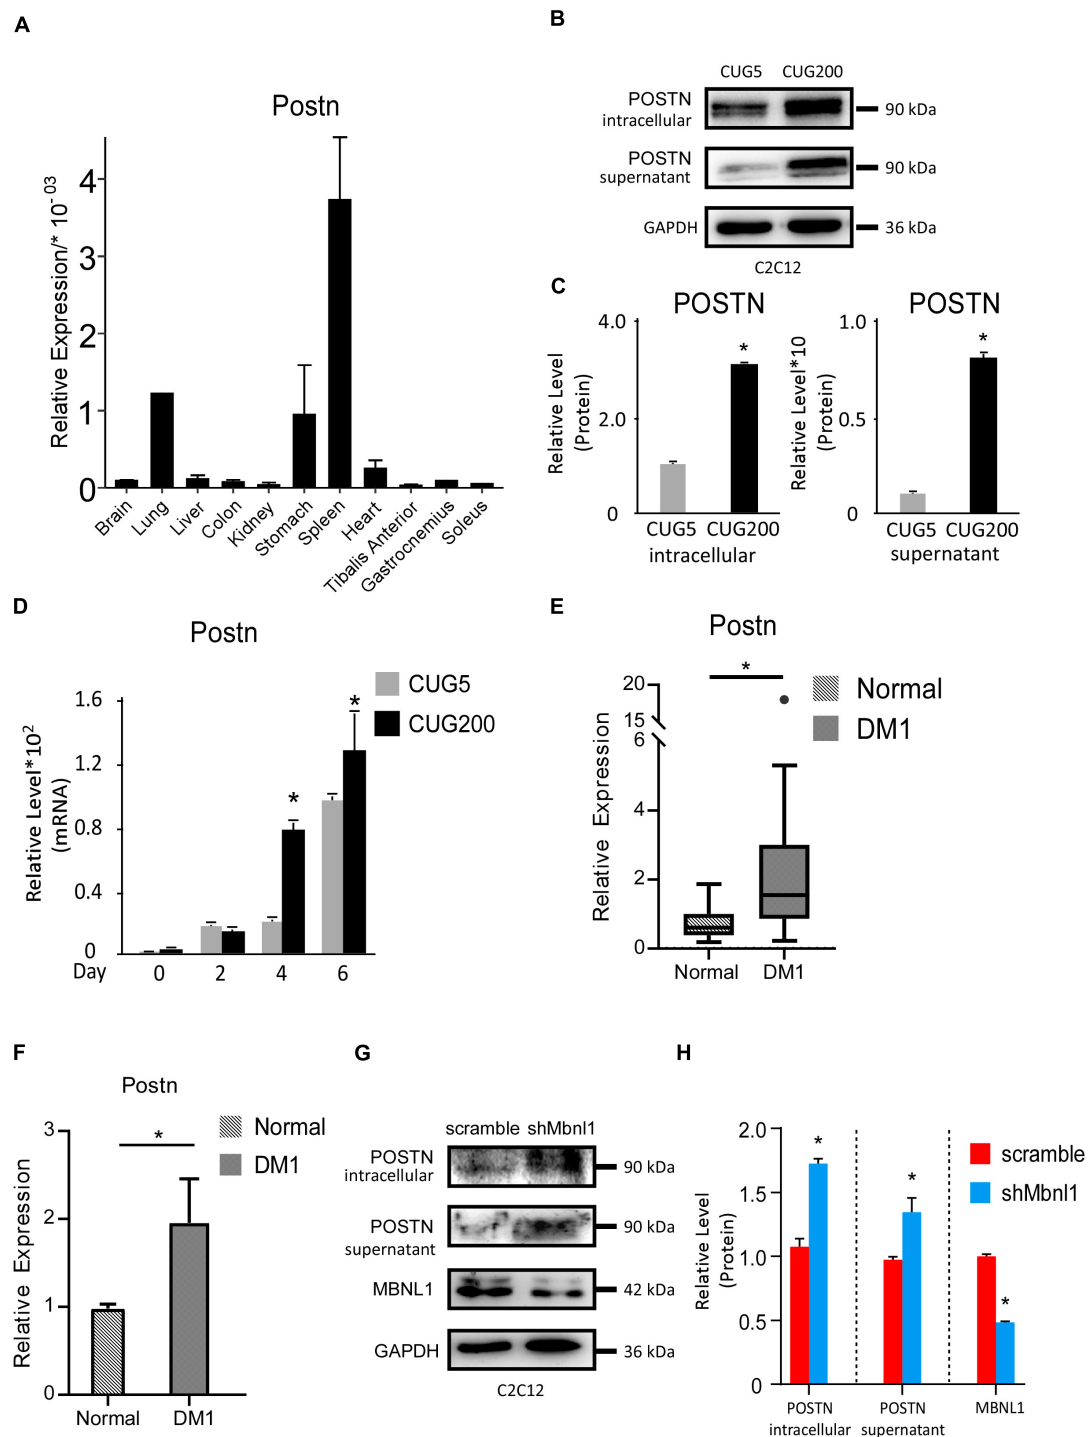 A
Postn
Relative Expression/* 10⁻⁰³
4
3
2
1
0
Brain
Lung
Liver
Colon
Kidney
Stomach
Spleen
Heart
Tibalis Anterior
Gastrocnemius
Soleus
B
CUG5 CUG200
POSTN
intracellular
90 kDa
POSTN
supernatant
90 kDa
GAPDH
36 kDa
C2C12
C
POSTN
Relative Level
(Protein)
4.0
2.0
0
*
CUG5 CUG200
intracellular
POSTN
Relative Level*10
(Protein)
1.0
0.5
0
*
CUG5 CUG200
supernatant
D
Postn
CUG5
CUG200
Relative Level*10²
(mRNA)
1.6
1.2
0.8
0.4
0
*
*
Day 0 2 4 6
E
Postn
*
Normal
DM1
Relative Expression
20
15
6
4
2
0
Normal DM1
F
Postn
*
Normal
DM1
Relative Expression
3
2
1
0
Normal DM1
G
scramble shMbnl1
POSTN
intracellular
90 kDa
POSTN
supernatant
90 kDa
MBNL1
42 kDa
GAPDH
36 kDa
C2C12
H
scramble
shMbnl1
Relative Level
(Protein)
2.0
1.5
1.0
0.5
0
*
*
*
POSTN
intracellular
POSTN
supernatant
MBNL1